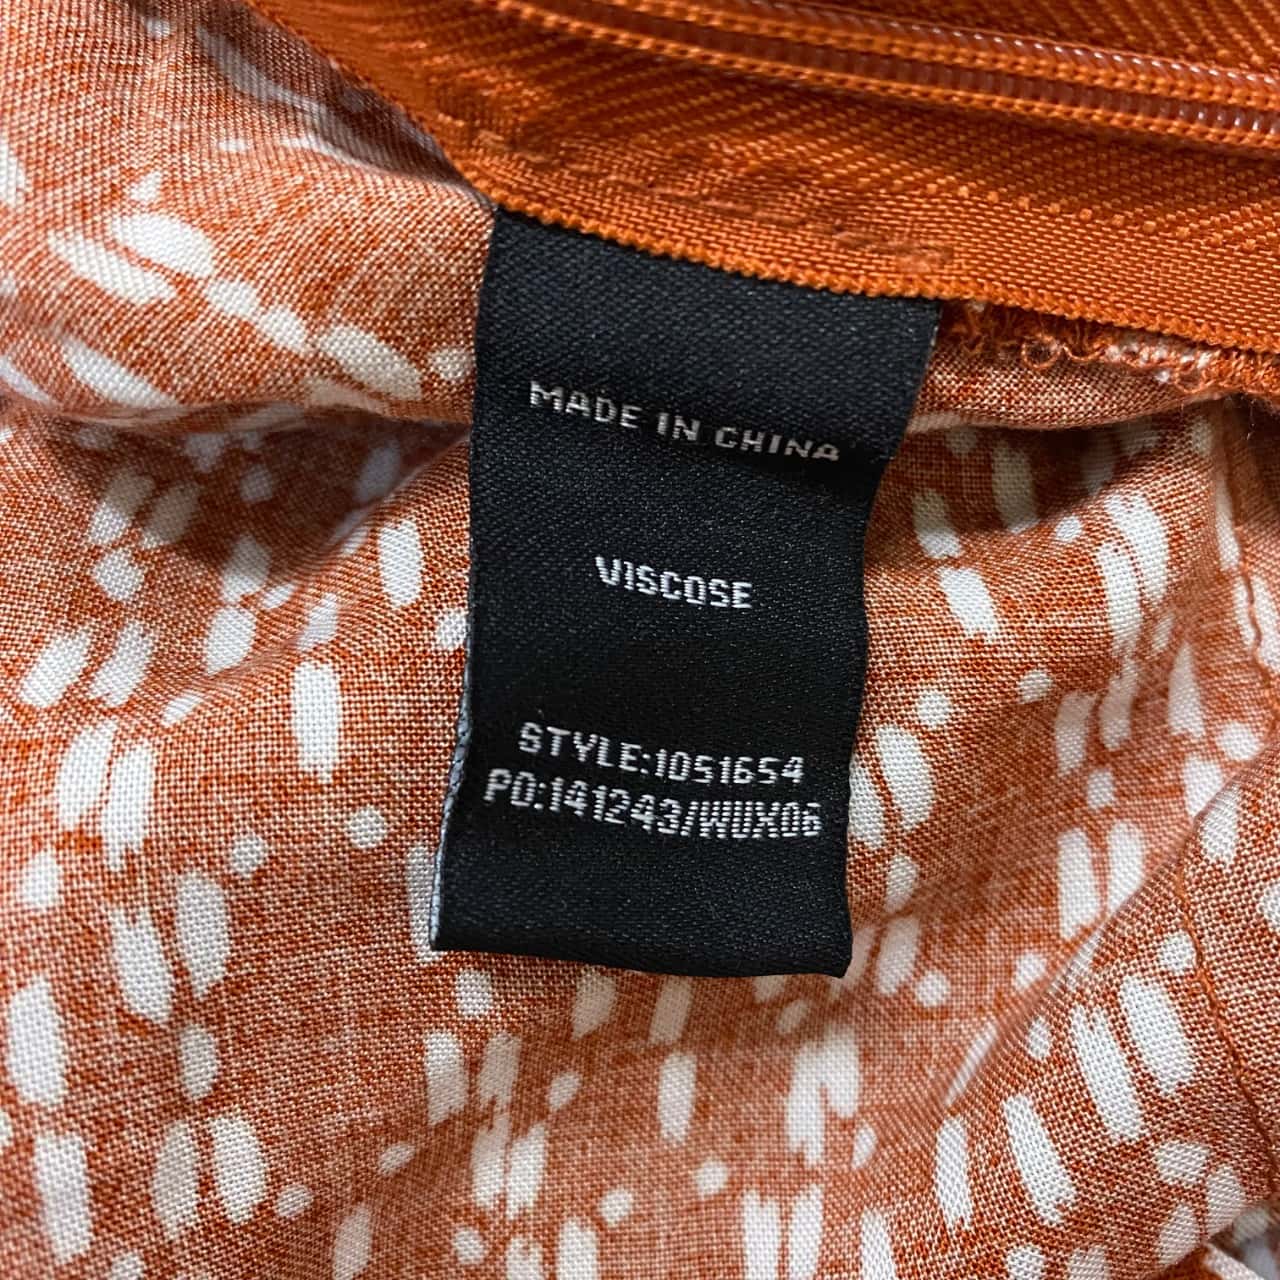 MADE IN CHINA
VISCOSE
STYLE:1051654
PO:141243/WUX06